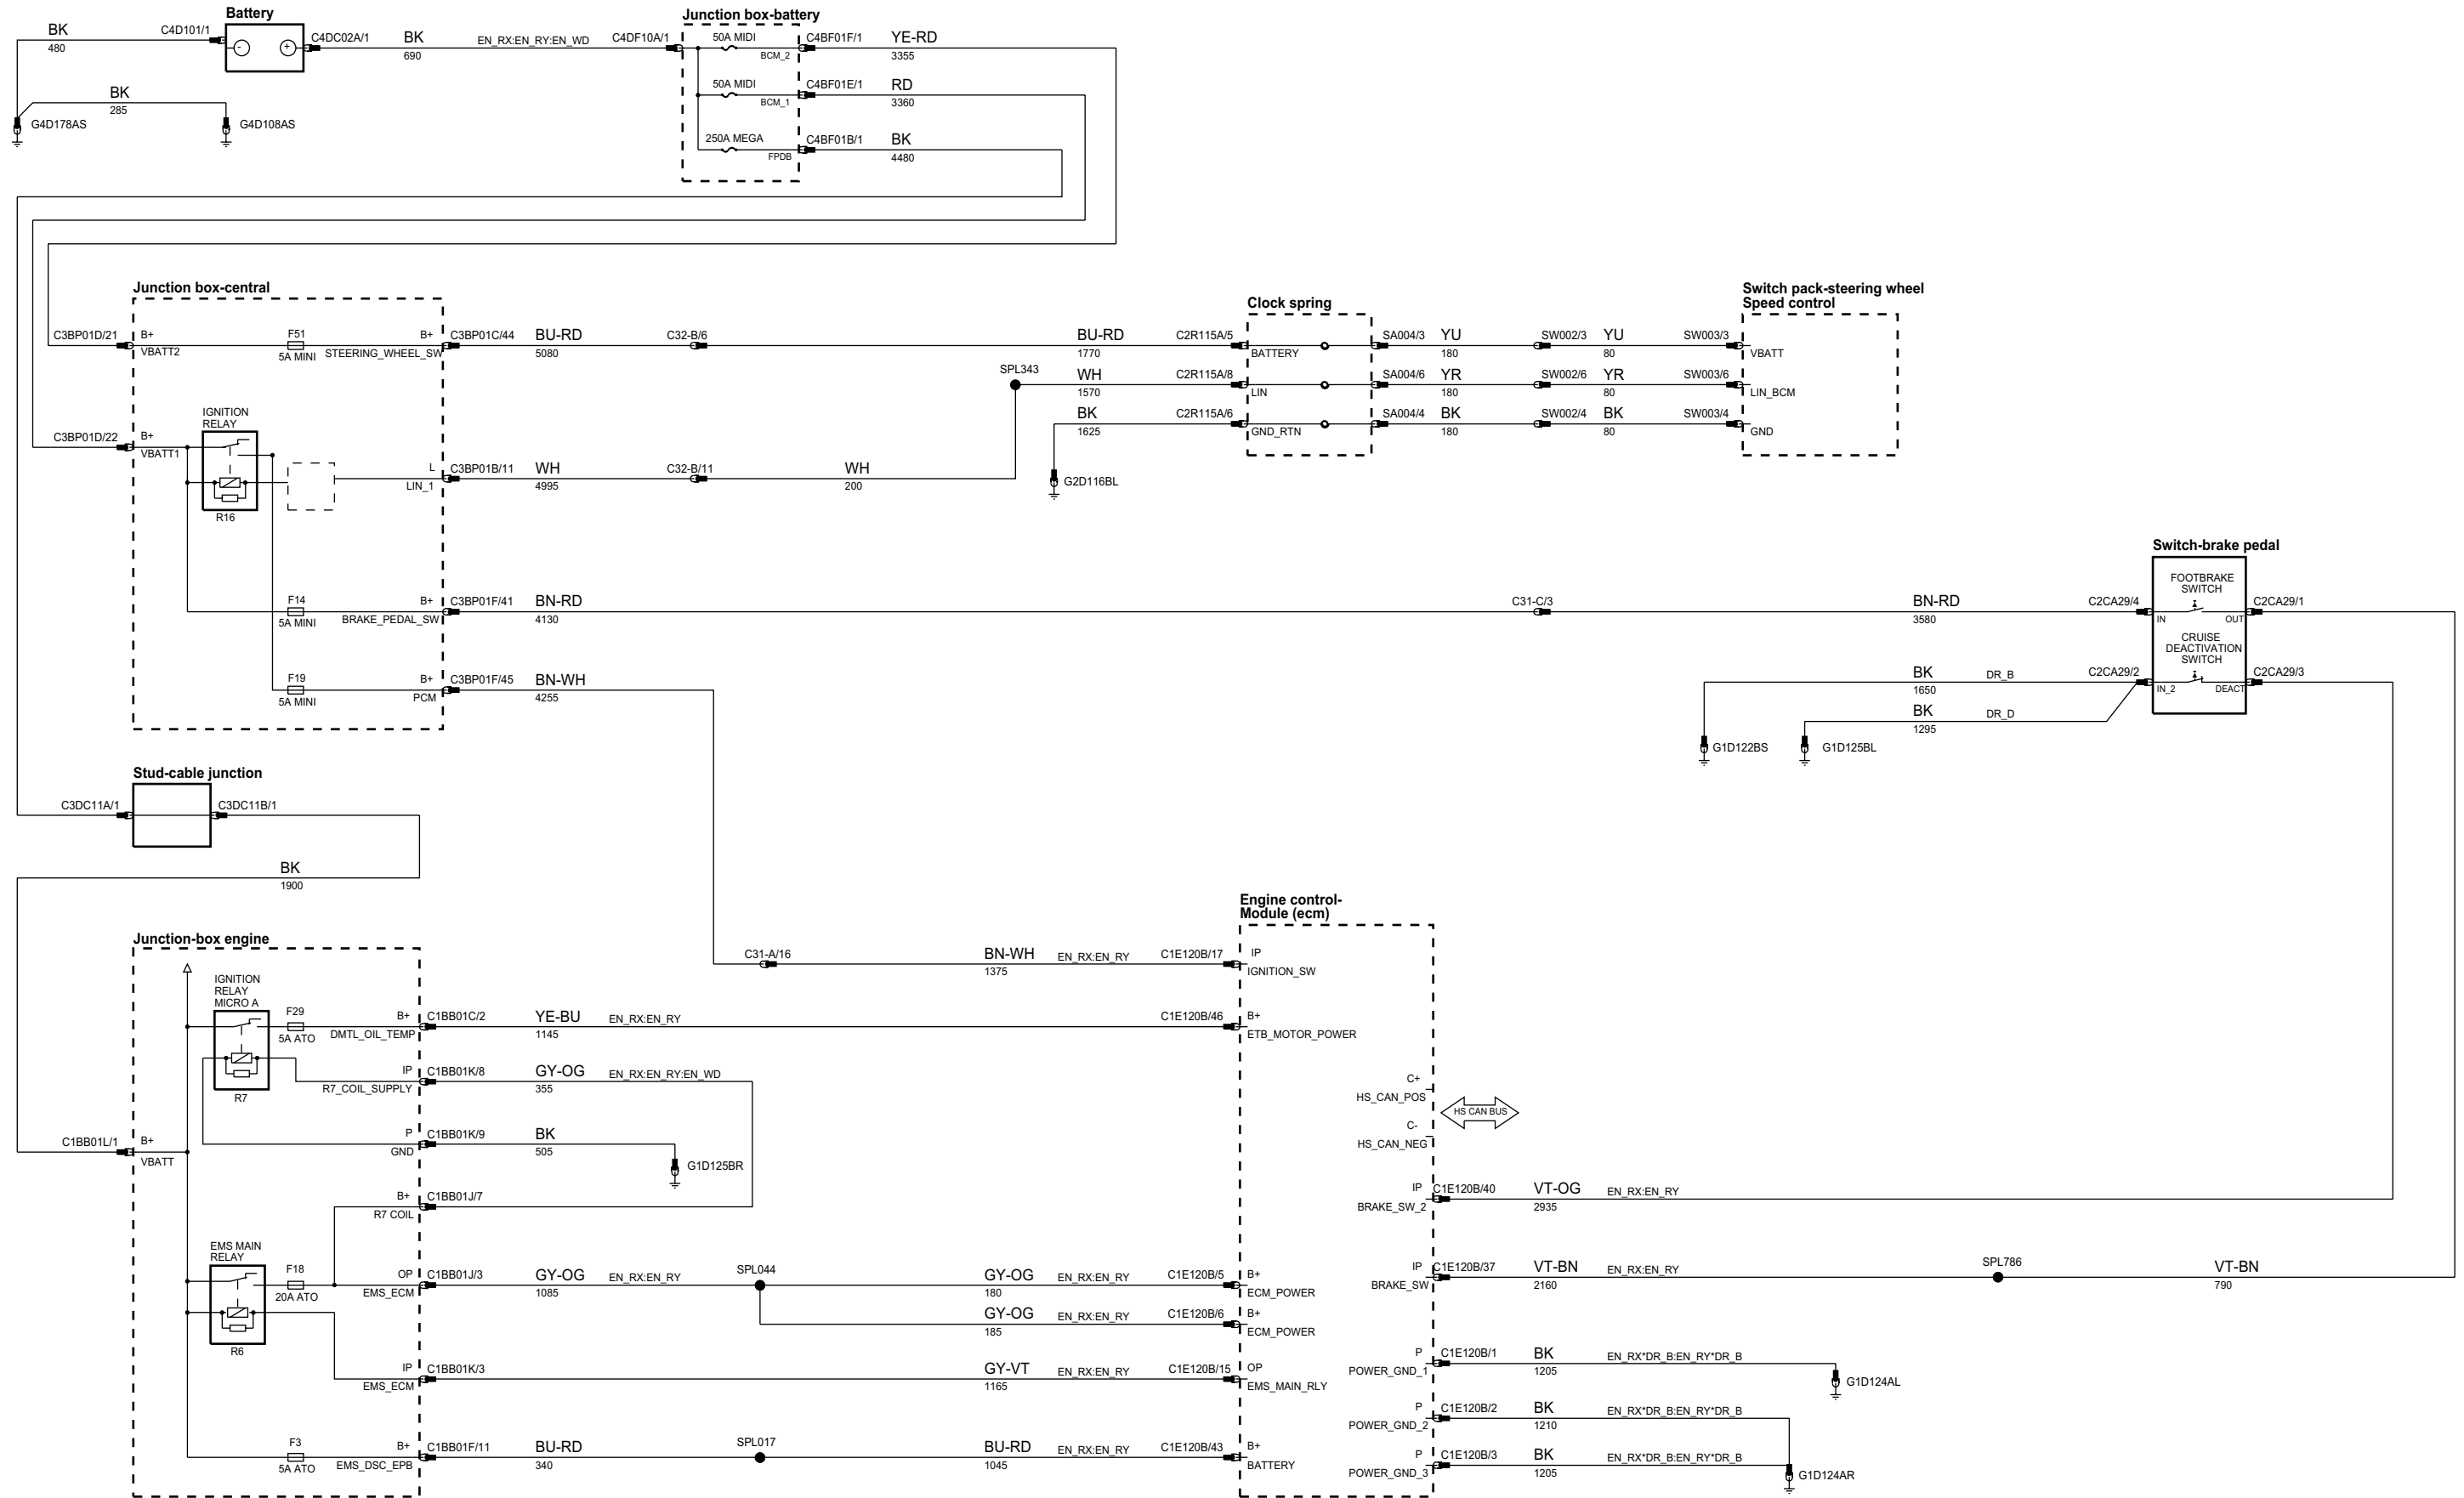 Battery
BK
480
C4D101/1
-
+
C4DC02A/1
BK
690
EN_RX:EN_RY:EN_WD
C4DF10A/1
BK
285
G4D178AS
G4D108AS
Junction box-battery
50A MIDI
BCM_2
C4BF01F/1
YE-RD
3355
50A MIDI
BCM_1
C4BF01E/1
RD
3360
250A MEGA
FPDB
C4BF01B/1
BK
4480
Junction box-central
C3BP01D/21
B+
VBATT2
F51
5A MINI
B+
STEERING_WHEEL_SW
C3BP01C/44
BU-RD
5080
C32-B/6
BU-RD
1770
C2R115A/5
SPL343
WH
1570
C2R115A/8
BK
1625
C2R115A/6
G2D116BL
Clock spring
BATTERY
LIN
GND_RTN
SA004/3
YU
180
SW002/3
YU
80
SW003/3
SA004/6
YR
180
SW002/6
YR
80
SW003/6
SA004/4
BK
180
SW002/4
BK
80
SW003/4
Switch pack-steering wheel
Speed control
VBATT
LIN_BCM
GND
IGNITION
RELAY
R16
C3BP01D/22
B+
VBATT1
L
LIN_1
C3BP01B/11
WH
4995
C32-B/11
WH
200
F14
5A MINI
B+
BRAKE_PEDAL_SW
C3BP01F/41
BN-RD
4130
C31-C/3
BN-RD
3580
C2CA29/4
F19
5A MINI
B+
PCM
C3BP01F/45
BN-WH
4255
Switch-brake pedal
FOOTBRAKE
SWITCH
IN
OUT
C2CA29/1
CRUISE
DEACTIVATION
SWITCH
IN_2
DEACT
C2CA29/3
BK
1650
DR_B
C2CA29/2
BK
1295
DR_D
G1D122BS
G1D125BL
Stud-cable junction
C3DC11A/1
C3DC11B/1
BK
1900
Junction-box engine
IGNITION
RELAY
MICRO A
R7
F29
5A ATO
B+
DMTL_OIL_TEMP
C1BB01C/2
YE-BU
1145
EN_RX:EN_RY
C1E120B/46
IP
R7_COIL_SUPPLY
C1BB01K/8
GY-OG
355
EN_RX:EN_RY:EN_WD
C1BB01L/1
B+
VBATT
P
GND
C1BB01K/9
BK
505
G1D125BR
B+
R7 COIL
C1BB01J/7
EMS MAIN
RELAY
R6
F18
20A ATO
OP
EMS_ECM
C1BB01J/3
GY-OG
1085
EN_RX:EN_RY
SPL044
GY-OG
180
EN_RX:EN_RY
C1E120B/5
GY-OG
185
EN_RX:EN_RY
C1E120B/6
IP
EMS_ECM
C1BB01K/3
GY-VT
1165
EN_RX:EN_RY
C1E120B/15
F3
5A ATO
B+
EMS_DSC_EPB
C1BB01F/11
BU-RD
340
SPL017
BU-RD
1045
EN_RX:EN_RY
C1E120B/43
C31-A/16
BN-WH
1375
EN_RX:EN_RY
C1E120B/17
Engine control-
Module (ecm)
IP
IGNITION_SW
B+
ETB_MOTOR_POWER
C+
HS_CAN_POS
HS CAN BUS
C-
HS_CAN_NEG
IP
BRAKE_SW_2
C1E120B/40
VT-OG
2935
EN_RX:EN_RY
IP
BRAKE_SW
C1E120B/37
VT-BN
2160
EN_RX:EN_RY
SPL786
VT-BN
790
B+
ECM_POWER
B+
ECM_POWER
OP
EMS_MAIN_RLY
B+
BATTERY
P
POWER_GND_1
C1E120B/1
BK
1205
EN_RX*DR_B:EN_RY*DR_B
G1D124AL
P
POWER_GND_2
C1E120B/2
BK
1210
EN_RX*DR_B:EN_RY*DR_B
P
POWER_GND_3
C1E120B/3
BK
1205
EN_RX*DR_B:EN_RY*DR_B
G1D124AR